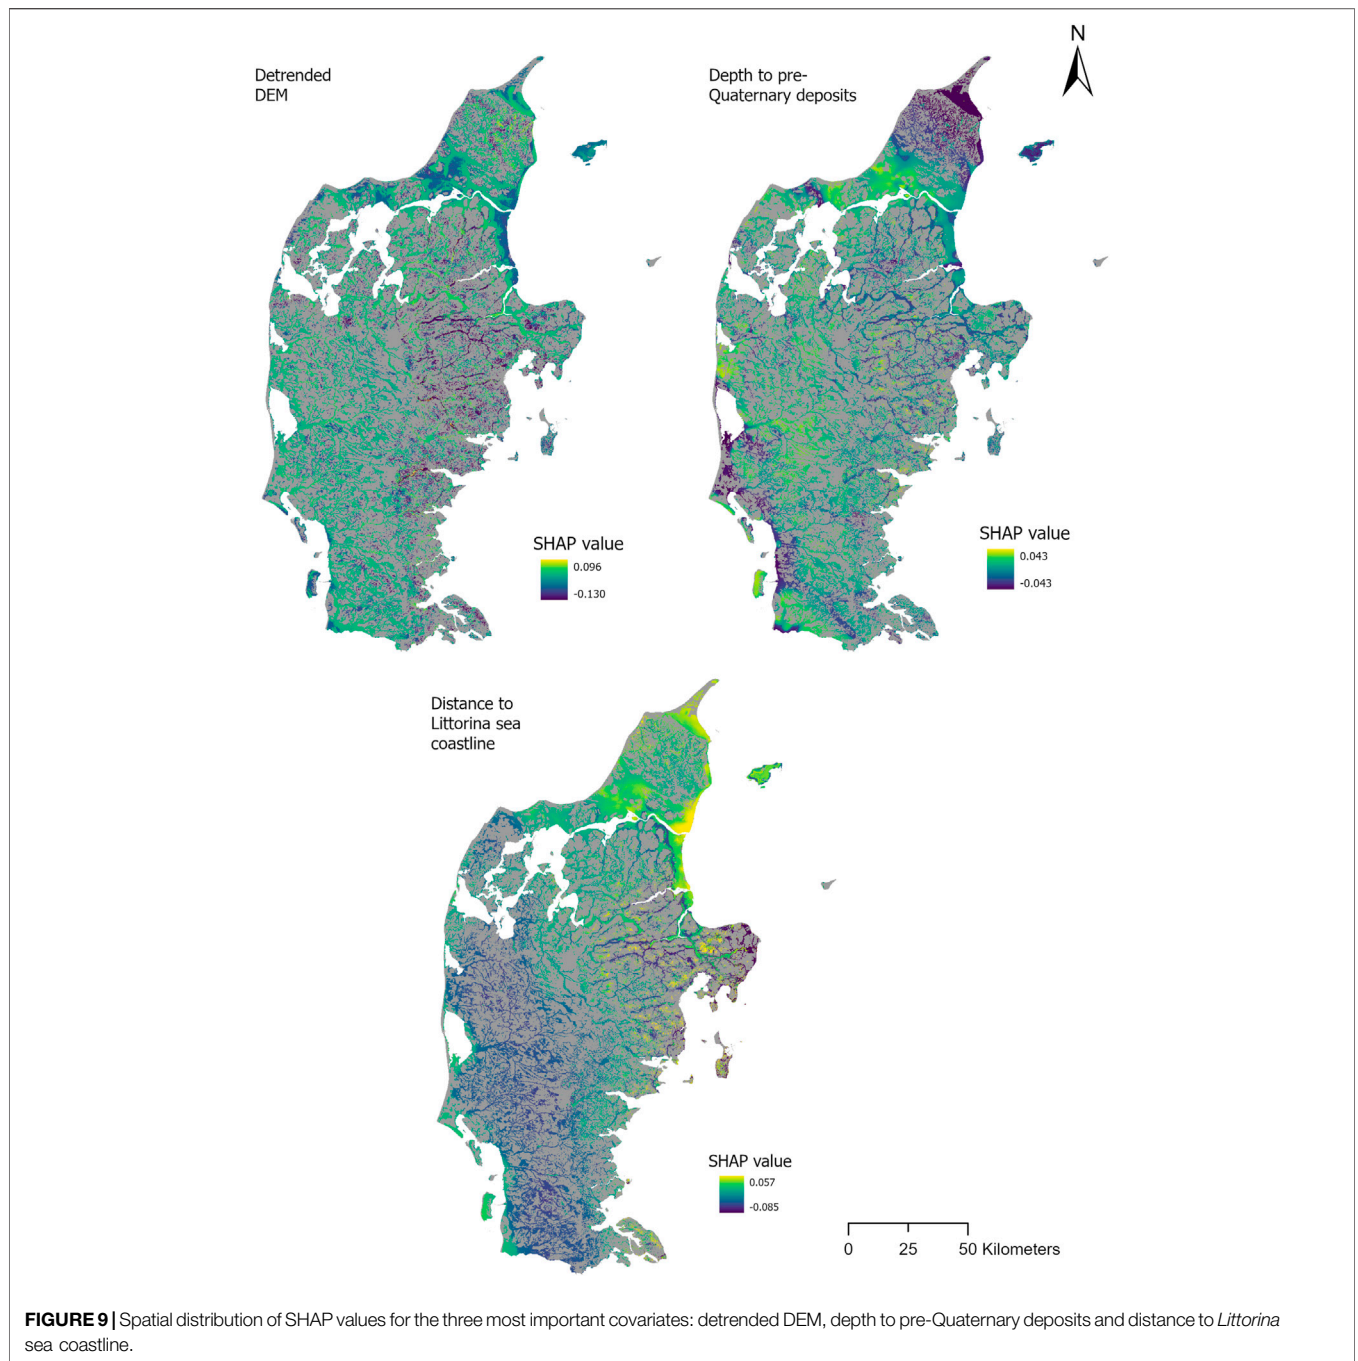 Detrended
DEM
Depth to pre-
Quaternary deposits
N
SHAP value
0.096
-0.130
SHAP value
0.043
-0.043
Distance to
Littorina sea
coastline
SHAP value
0.057
-0.085
0 25 50 Kilometers
FIGURE 9 | Spatial distribution of SHAP values for the three most important covariates: detrended DEM, depth to pre-Quaternary deposits and distance to Littorina
sea coastline.